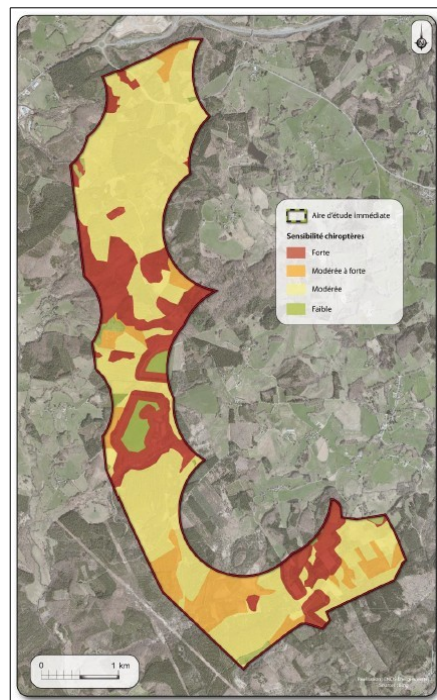 N
Aire d'étude immédiate
Sensibilité chiroptères
Forte
Modérée à forte
Modérée
Faible
0
1 km